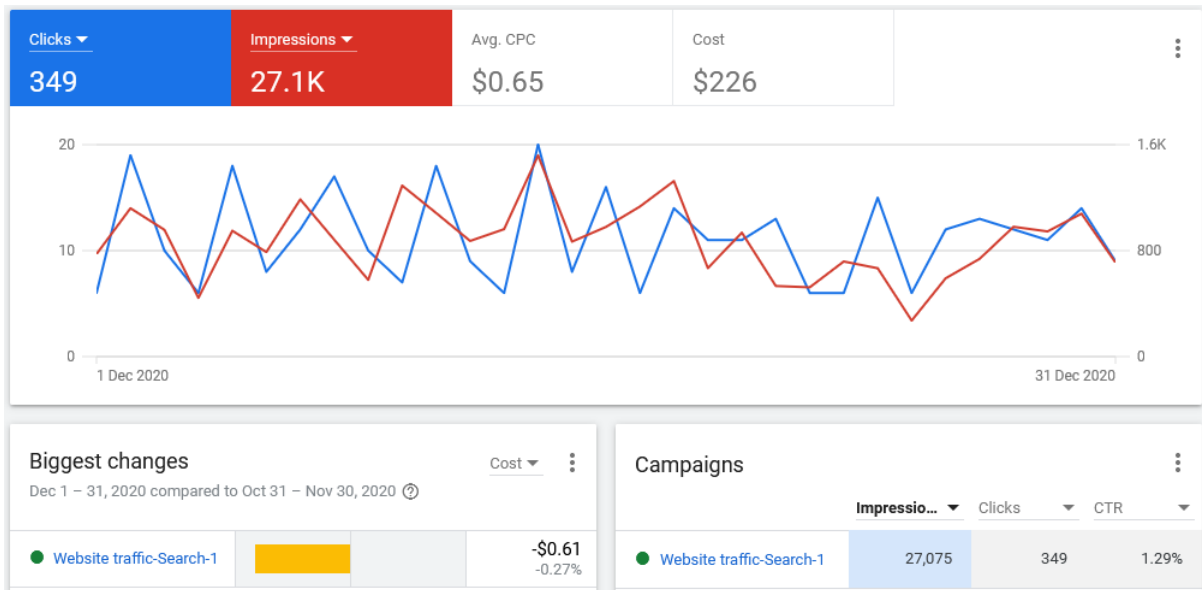 Clicks Impressions Avg. CPC Cost
349 27.1K $0.65 $226
20 1.6K
10 800
0 0
1 Dec 2020 31 Dec 2020
Biggest changes
Cost
Dec 1 – 31, 2020 compared to Oct 31 – Nov 30, 2020
Website traffic-Search-1 -$0.61
-0.27%
Campaigns
Impressio... Clicks CTR
Website traffic-Search-1 27,075 349 1.29%